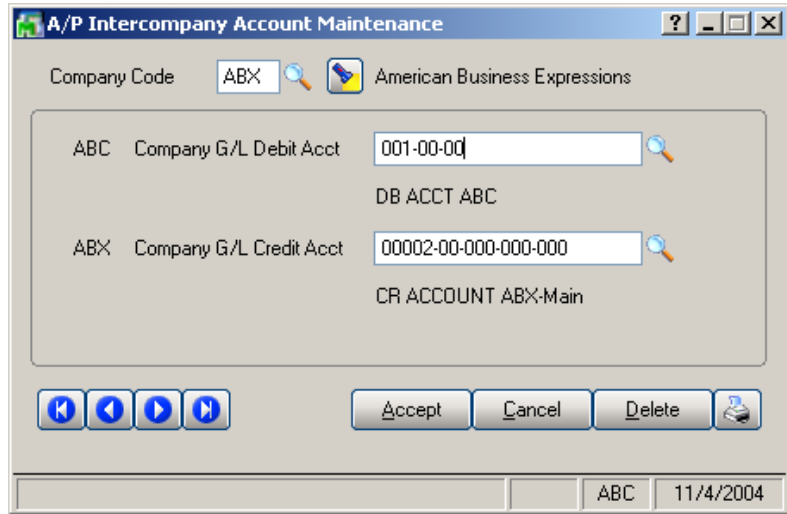 A/P Intercompany Account Maintenance
Company Code ABX American Business Expressions
ABC Company G/L Debit Acct 001-00-00
DB ACCT ABC
ABX Company G/L Credit Acct 00002-00-000-000-000
CR ACCOUNT ABX-Main
Accept Cancel Delete
ABC 11/4/2004